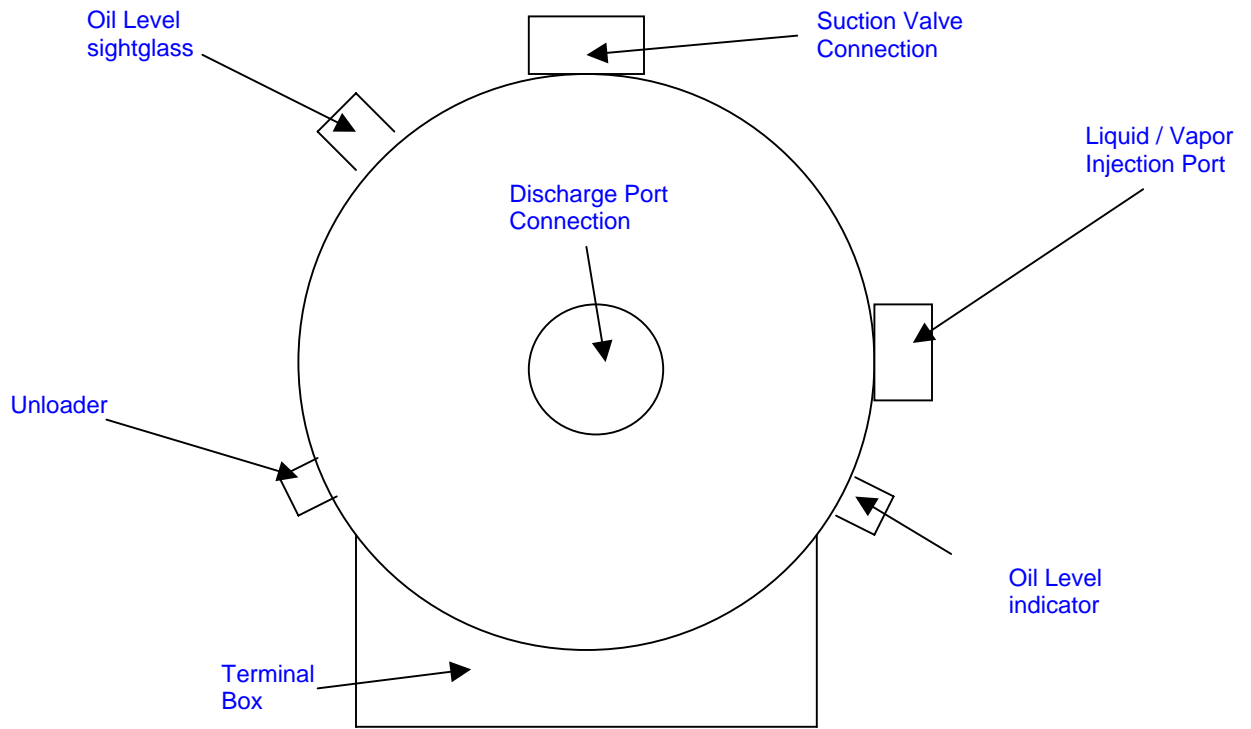 Oil Level
sightglass
Suction Valve
Connection
Liquid / Vapor
Injection Port
Discharge Port
Connection
Unloader
Oil Level
indicator
Terminal
Box